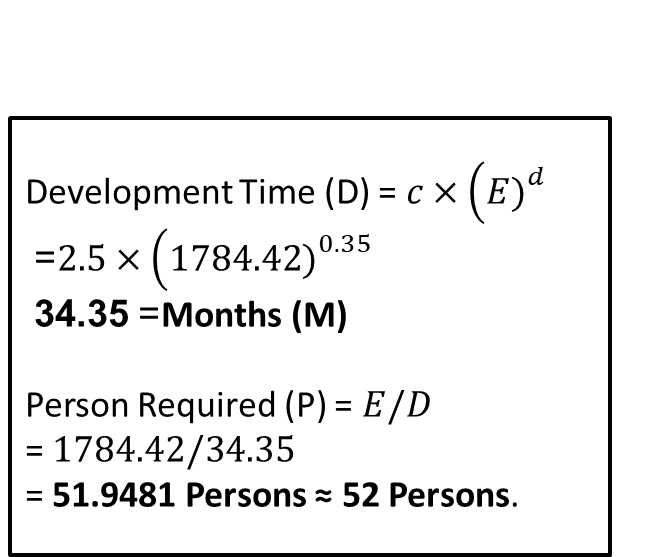 Development Time (D) = c × (E)ᵈ
=2.5 × (1784.42)⁰·³⁵
34.35 =Months (M)
Person Required (P) = E/D
= 1784.42/34.35
= 51.9481 Persons ≈ 52 Persons.